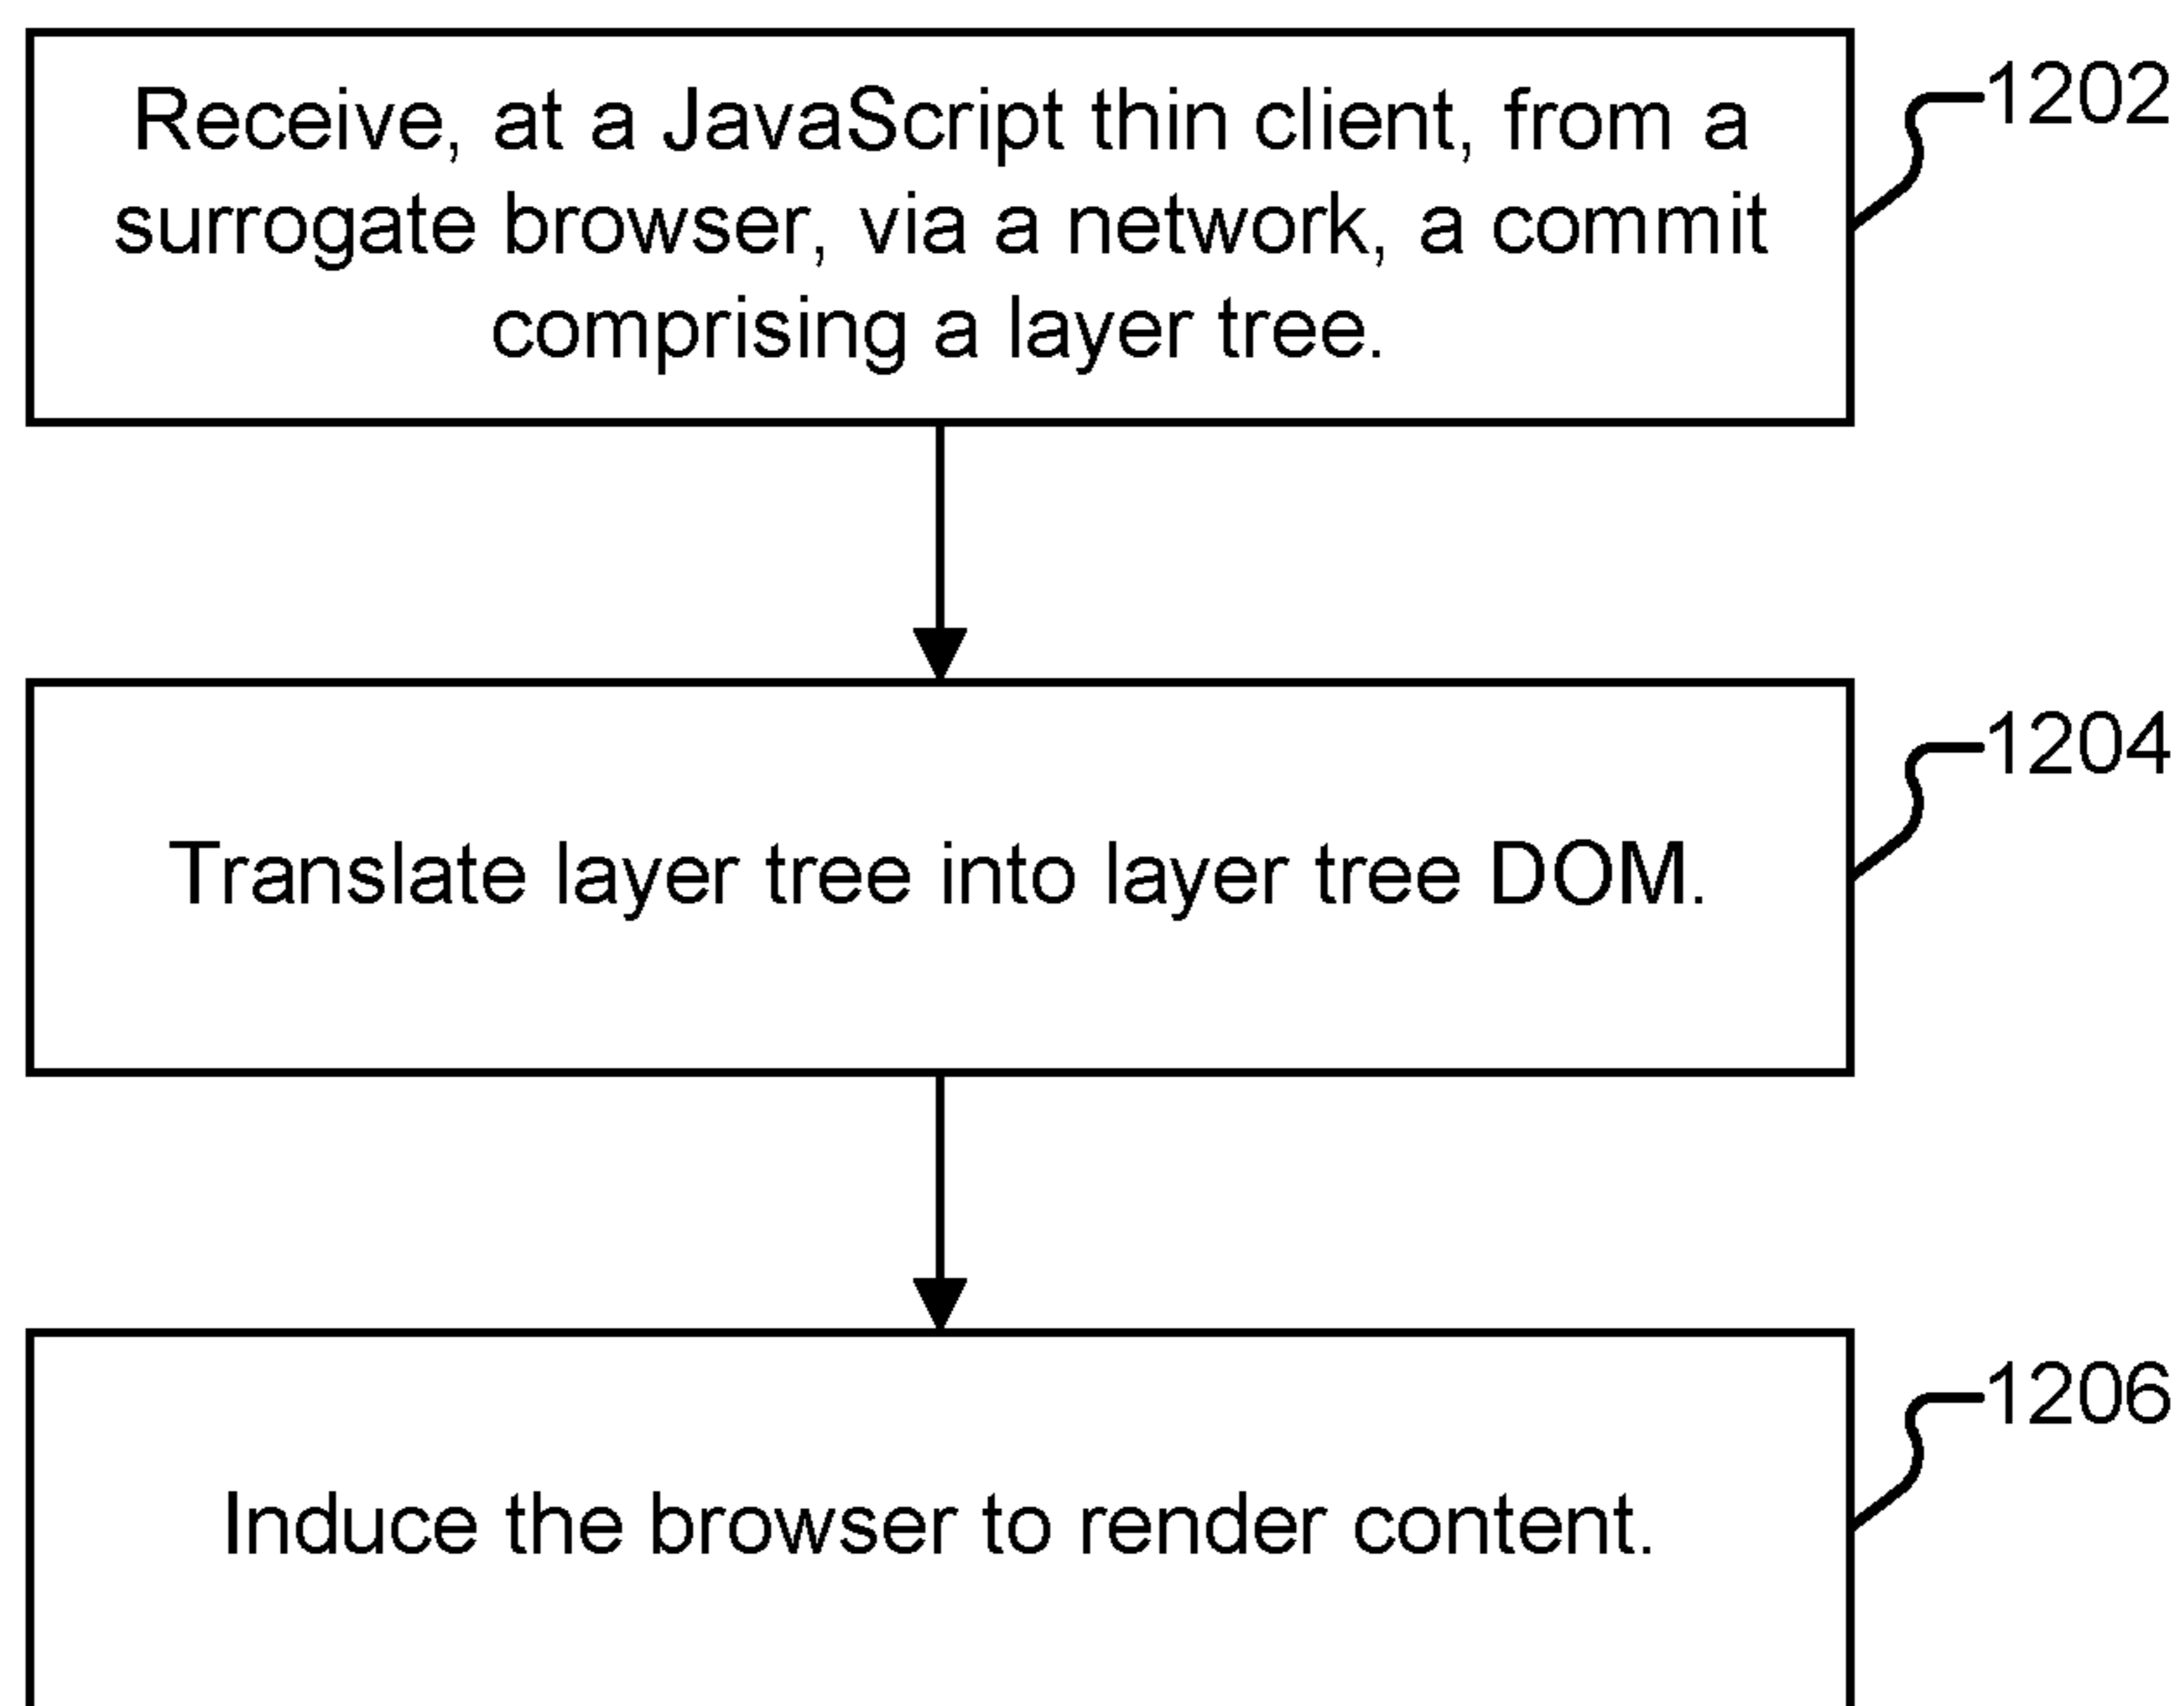 Receive, at a JavaScript thin client, from a
surrogate browser, via a network, a commit
comprising a layer tree.
1202
Translate layer tree into layer tree DOM.
1204
Induce the browser to render content.
1206